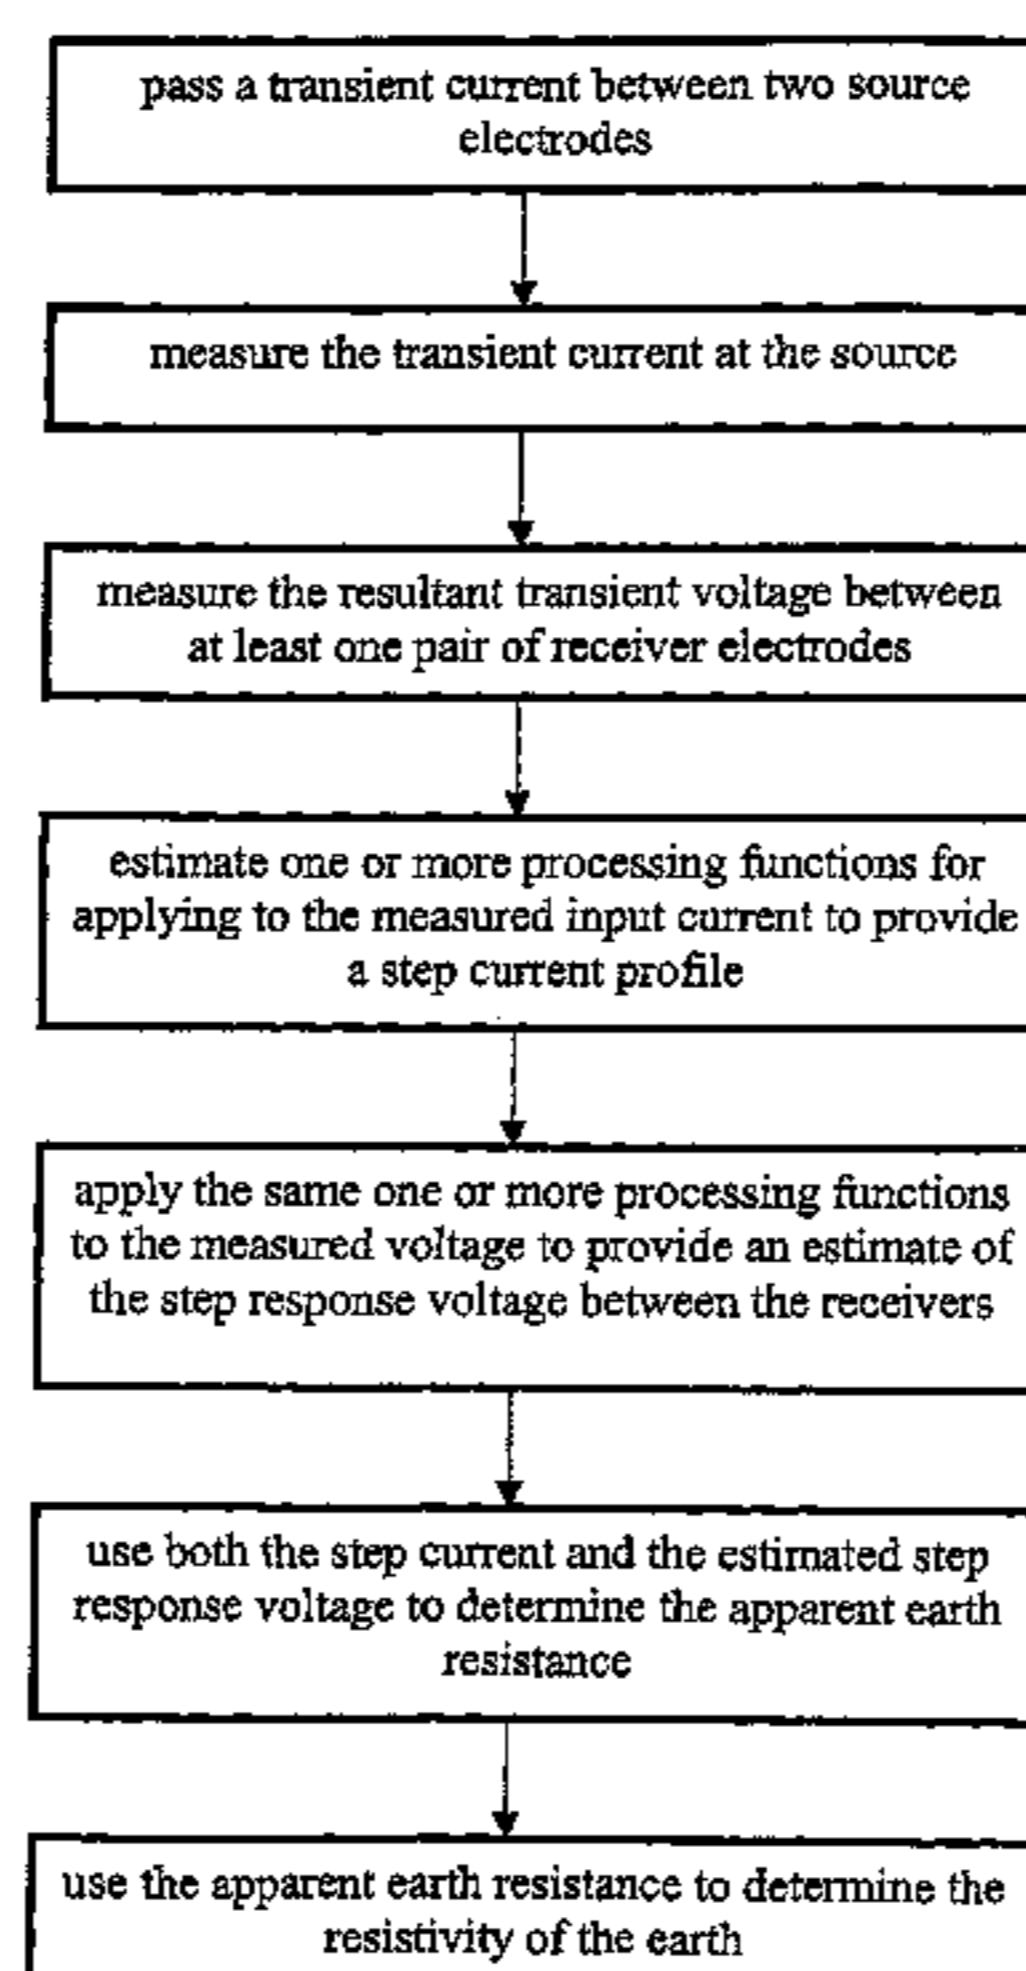 pass a transient current between two source
electrodes
measure the transient current at the source
measure the resultant transient voltage between
at least one pair of receiver electrodes
estimate one or more processing functions for
applying to the measured input current to provide
a step current profile
apply the same one or more processing functions
to the measured voltage to provide an estimate of
the step response voltage between the receivers
use both the step current and the estimated step
response voltage to determine the apparent earth
resistance
use the apparent earth resistance to determine the
resistivity of the earth